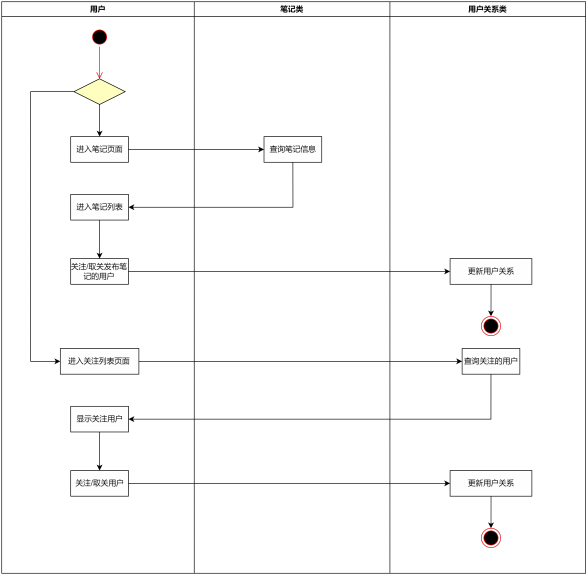 用户
笔记类
用户关系类
进入笔记页面
查询笔记信息
进入笔记列表
关注/取关发布笔
记的用户
更新用户关系
进入关注列表页面
查询关注的用户
显示关注用户
关注/取关用户
更新用户关系